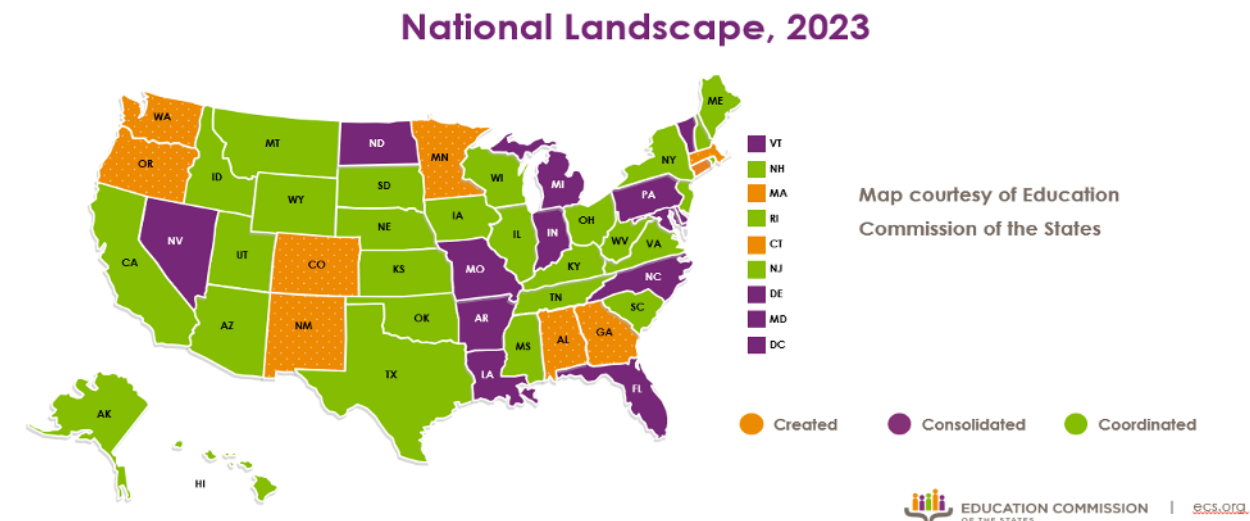 National Landscape, 2023
WA
OR
CA
NV
ID
MT
WY
UT
AZ
CO
NM
ND
SD
NE
KS
OK
TX
MN
IA
MO
AR
LA
WI
IL
MI
IN
OH
KY
TN
MS
AL
GA
FL
SC
NC
VA
WV
PA
NY
ME
AK
HI
VT
NH
MA
RI
CT
NJ
DE
MD
DC
Map courtesy of Education
Commission of the States
Created
Consolidated
Coordinated
EDUCATION COMMISSION | ecs.org
OF THE STATES